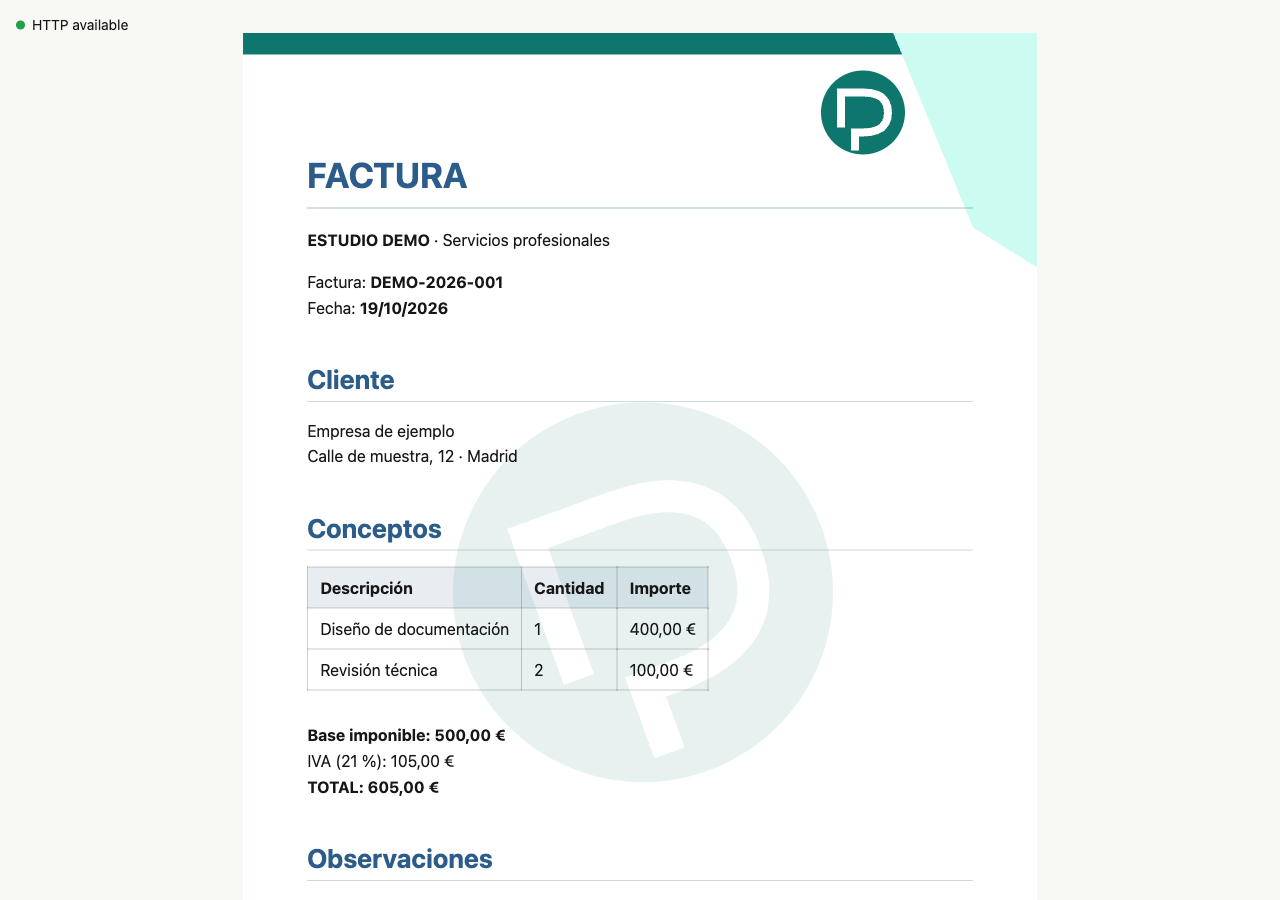 HTTP available
FACTURA
ESTUDIO DEMO · Servicios profesionales
Factura: DEMO-2026-001
Fecha: 19/10/2026
Cliente
Empresa de ejemplo
Calle de muestra, 12 · Madrid
Conceptos
Descripción Cantidad Importe
Diseño de documentación 1 400,00 €
Revisión técnica 2 100,00 €
Base imponible: 500,00 €
IVA (21 %): 105,00 €
TOTAL: 605,00 €
Observaciones